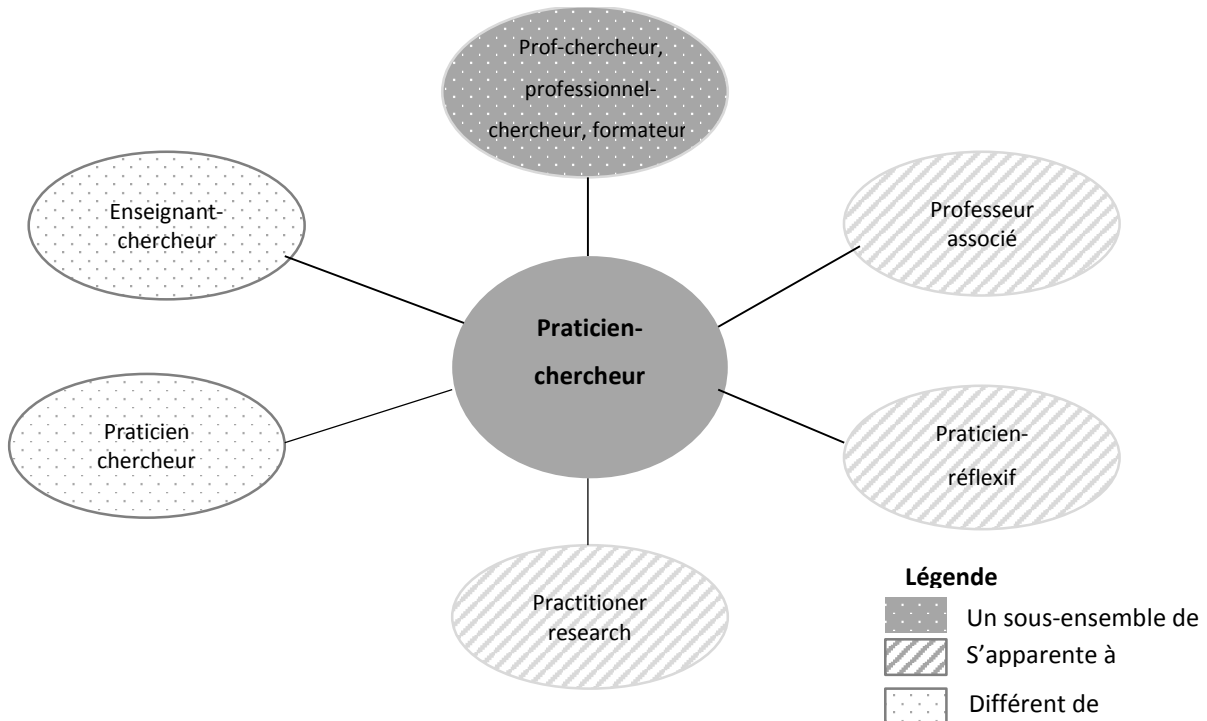 Prof-chercheur,
professionnel-
chercheur, formateur
Enseignant-
chercheur
Professeur
associé
Praticien-
chercheur
Praticien
chercheur
Praticien-
réflexif
Practitioner
research
Légende
Un sous-ensemble de
S’apparente à
Différent de